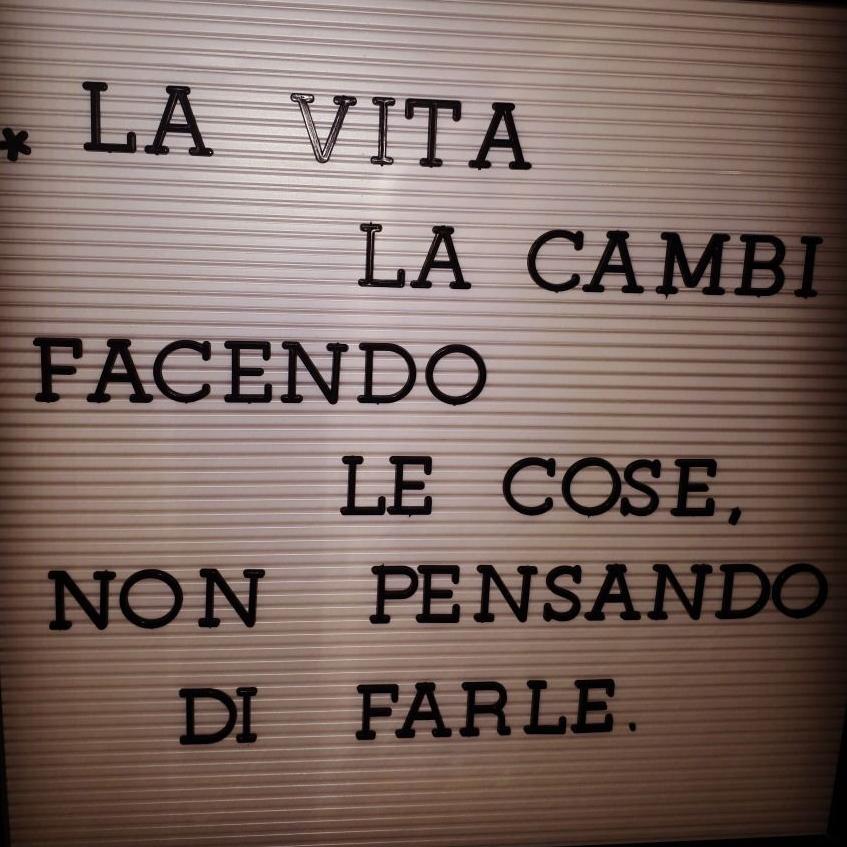 * LA VITA
LA CAMBI
FACENDO
LE COSE,
NON PENSANDO
DI FARLE.